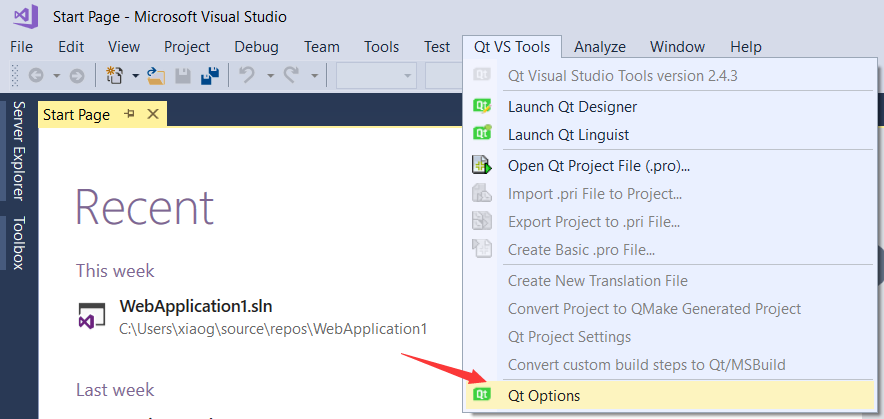 Start Page - Microsoft Visual Studio
File Edit View Project Debug Team Tools Test Qt VS Tools Analyze Window Help
Qt Visual Studio Tools version 2.4.3
Qt Launch Qt Designer
Qt Launch Qt Linguist
Open Qt Project File (.pro)...
Import .pri File to Project...
Export Project to .pri File...
Create Basic .pro File...
Create New Translation File
Convert Project to QMake Generated Project
Qt Project Settings
Convert custom build steps to Qt/MSBuild
Qt Qt Options
Server Explorer
Toolbox
Start Page
Recent
This week
WebApplication1.sln
C:\Users\xiaog\source\repos\WebApplication1
Last week